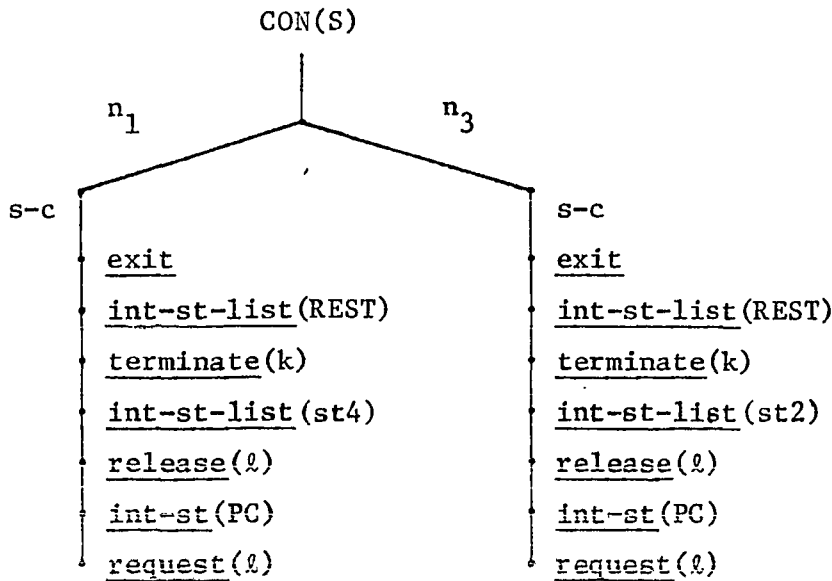 CON(S)
n1 n3
s-c s-c
exit exit
int-st-list(REST) int-st-list(REST)
terminate(k) terminate(k)
int-st-list(st4) int-st-list(st2)
release(ℓ) release(ℓ)
int-st(PC) int-st(PC)
request(ℓ) request(ℓ)